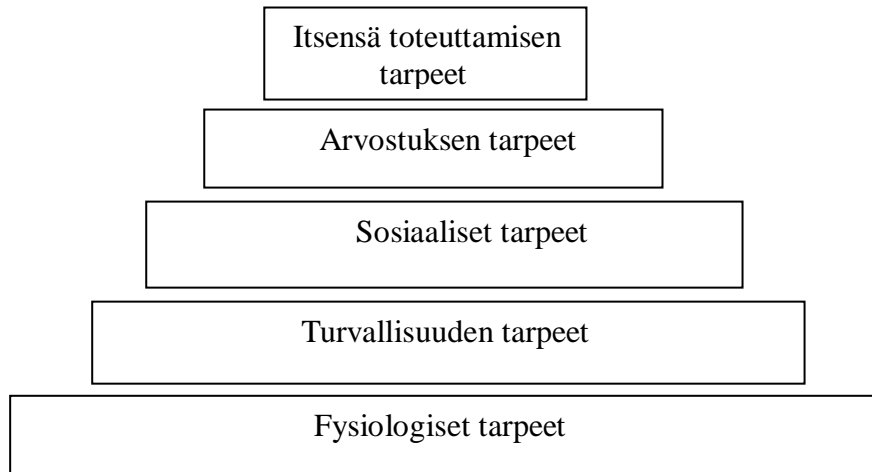 Itsensä toteuttamisen
tarpeet
Arvostuksen tarpeet
Sosiaaliset tarpeet
Turvallisuuden tarpeet
Fysiologiset tarpeet